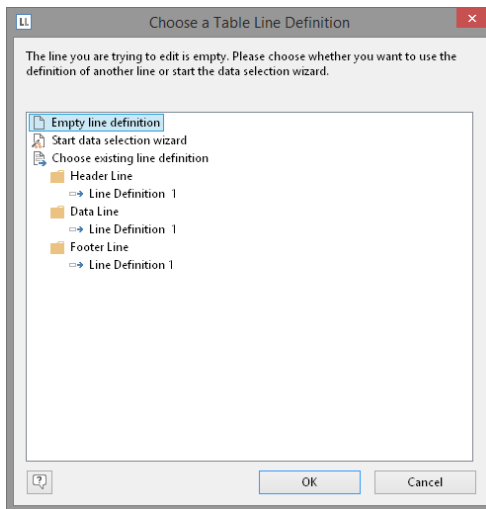 LL Choose a Table Line Definition ×
The line you are trying to edit is empty. Please choose whether you want to use the
definition of another line or start the data selection wizard.
Empty line definition
Start data selection wizard
Choose existing line definition
Header Line
Line Definition 1
Data Line
Line Definition 1
Footer Line
Line Definition 1
? OK Cancel